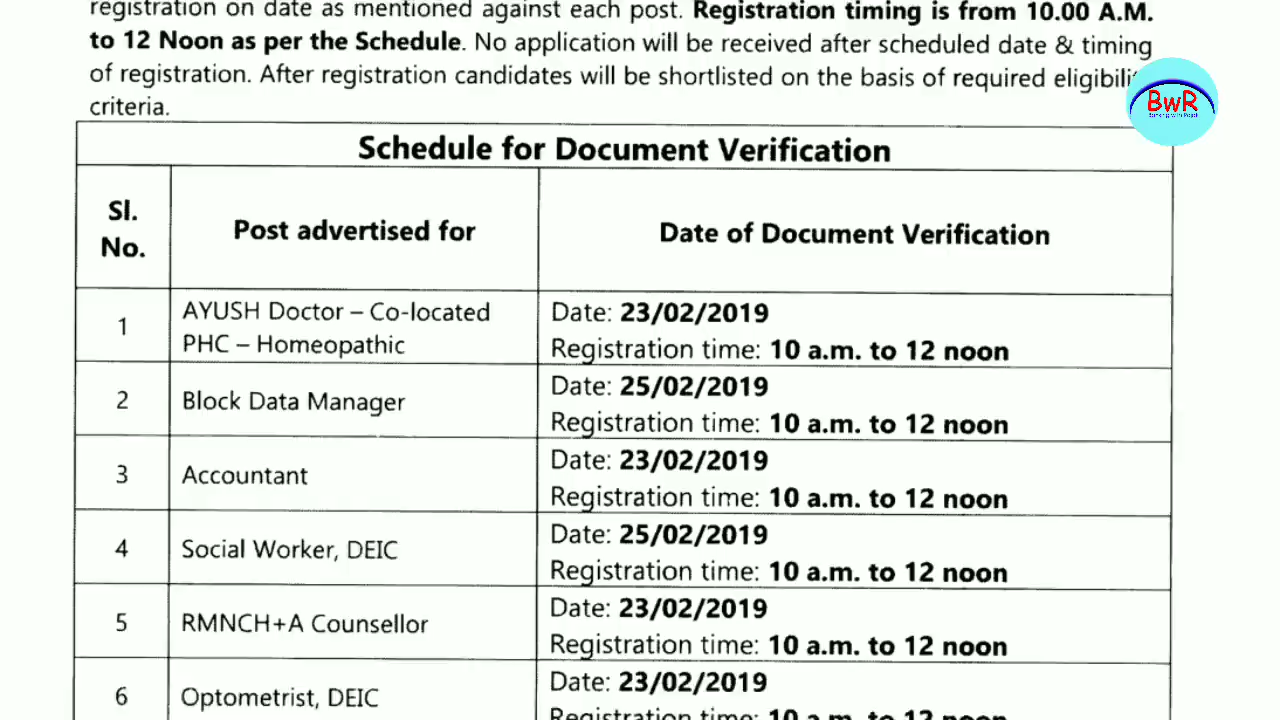 registration on date as mentioned against each post. Registration timing is from 10.00 A.M.
to 12 Noon as per the Schedule. No application will be received after scheduled date & timing
of registration. After registration candidates will be shortlisted on the basis of required
criteria.
BwR
Schedule for Document Verification
Sl.
No.
Post advertised for
Date of Document Verification
1
AYUSH Doctor – Co-located
PHC – Homeopathic
Date: 23/02/2019
Registration time: 10 a.m. to 12 noon
2
Block Data Manager
Date: 25/02/2019
Registration time: 10 a.m. to 12 noon
3
Accountant
Date: 23/02/2019
Registration time: 10 a.m. to 12 noon
4
Social Worker, DEIC
Date: 25/02/2019
Registration time: 10 a.m. to 12 noon
5
RMNCH+A Counsellor
Date: 23/02/2019
Registration time: 10 a.m. to 12 noon
6
Optometrist, DEIC
Date: 23/02/2019
Registration time: 10 a.m. to 12 noon